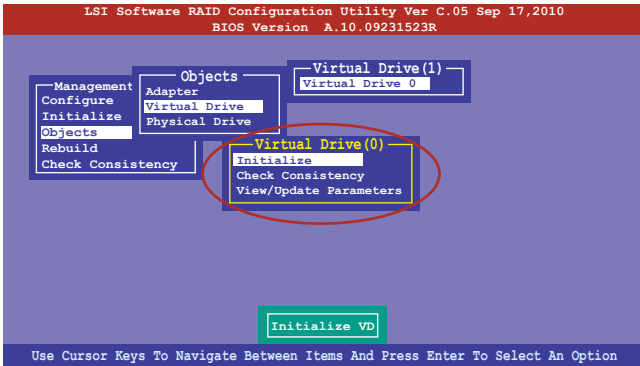 LSI Software RAID Configuration Utility Ver C.05 Sep 17,2010
BIOS Version A.10.09231523R
Management
Configure
Initialize
Objects
Rebuild
Check Consistency
Objects
Adapter
Virtual Drive
Physical Drive
Virtual Drive(1)
Virtual Drive 0
Virtual Drive(0)
Initialize
Check Consistency
View/Update Parameters
Initialize VD
Use Cursor Keys To Navigate Between Items And Press Enter To Select An Option